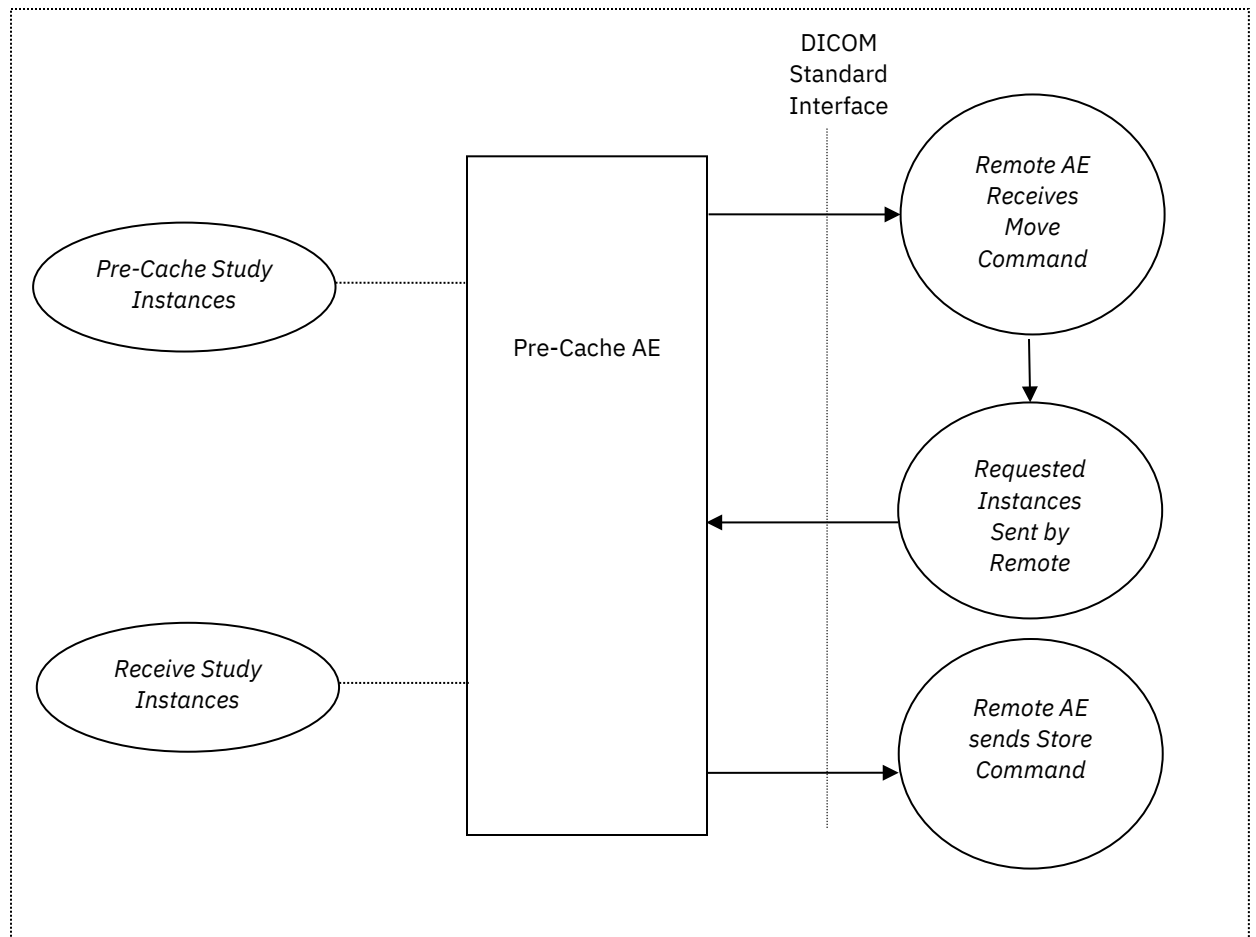 DICOM
Standard
Interface
Remote AE
Receives
Move
Command
Pre-Cache Study
Instances
Pre-Cache AE
Requested
Instances
Sent by
Remote
Receive Study
Instances
Remote AE
sends Store
Command